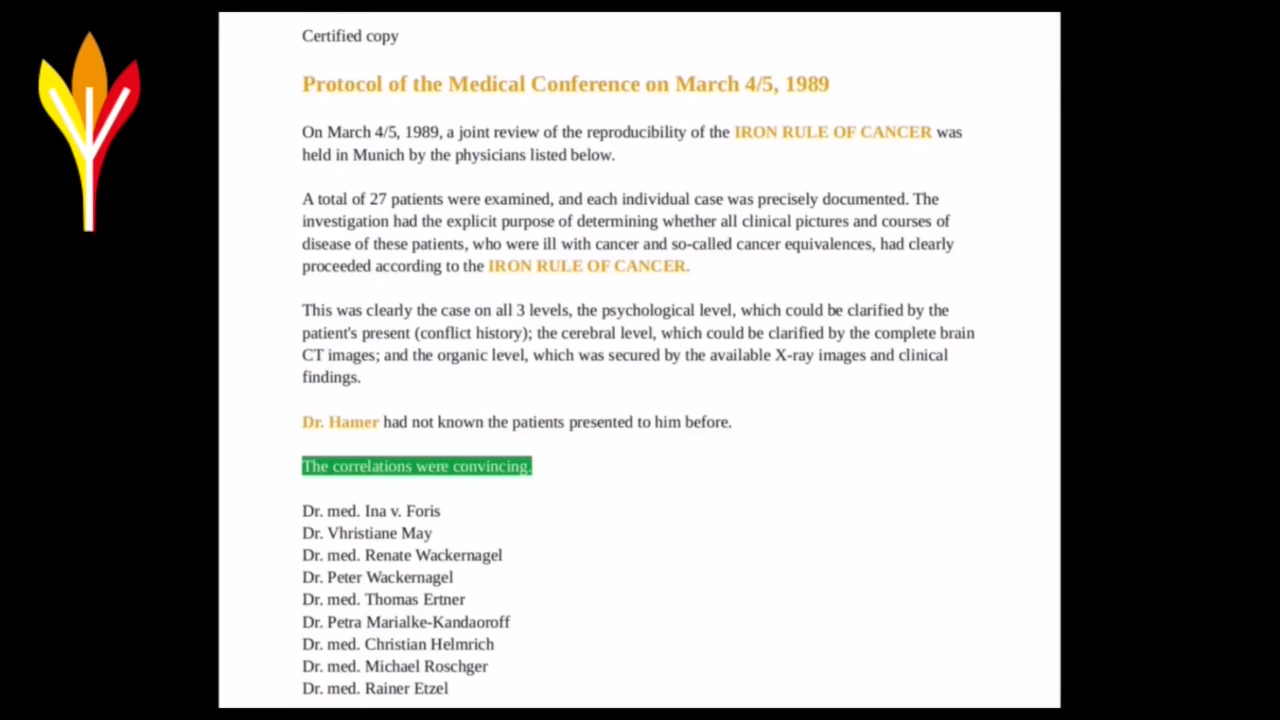 Certified copy
Protocol of the Medical Conference on March 4/5, 1989
On March 4/5, 1989, a joint review of the reproducibility of the IRON RULE OF CANCER was
held in Munich by the physicians listed below.
A total of 27 patients were examined, and each individual case was precisely documented. The
investigation had the explicit purpose of determining whether all clinical pictures and courses of
disease of these patients, who were ill with cancer and so-called cancer equivalences, had clearly
proceeded according to the IRON RULE OF CANCER.
This was clearly the case on all 3 levels, the psychological level, which could be clarified by the
patient's present (conflict history); the cerebral level, which could be clarified by the complete brain
CT images; and the organic level, which was secured by the available X-ray images and clinical
findings.
Dr. Hamer had not known the patients presented to him before.
The correlations were convincing.
Dr. med. Ina v. Foris
Dr. Vhristiane May
Dr. med. Renate Wackernagel
Dr. Peter Wackernagel
Dr. med. Thomas Ertner
Dr. Petra Marialke-Kandaoroff
Dr. med. Christian Helmrich
Dr. med. Michael Roschger
Dr. med. Rainer Etzel